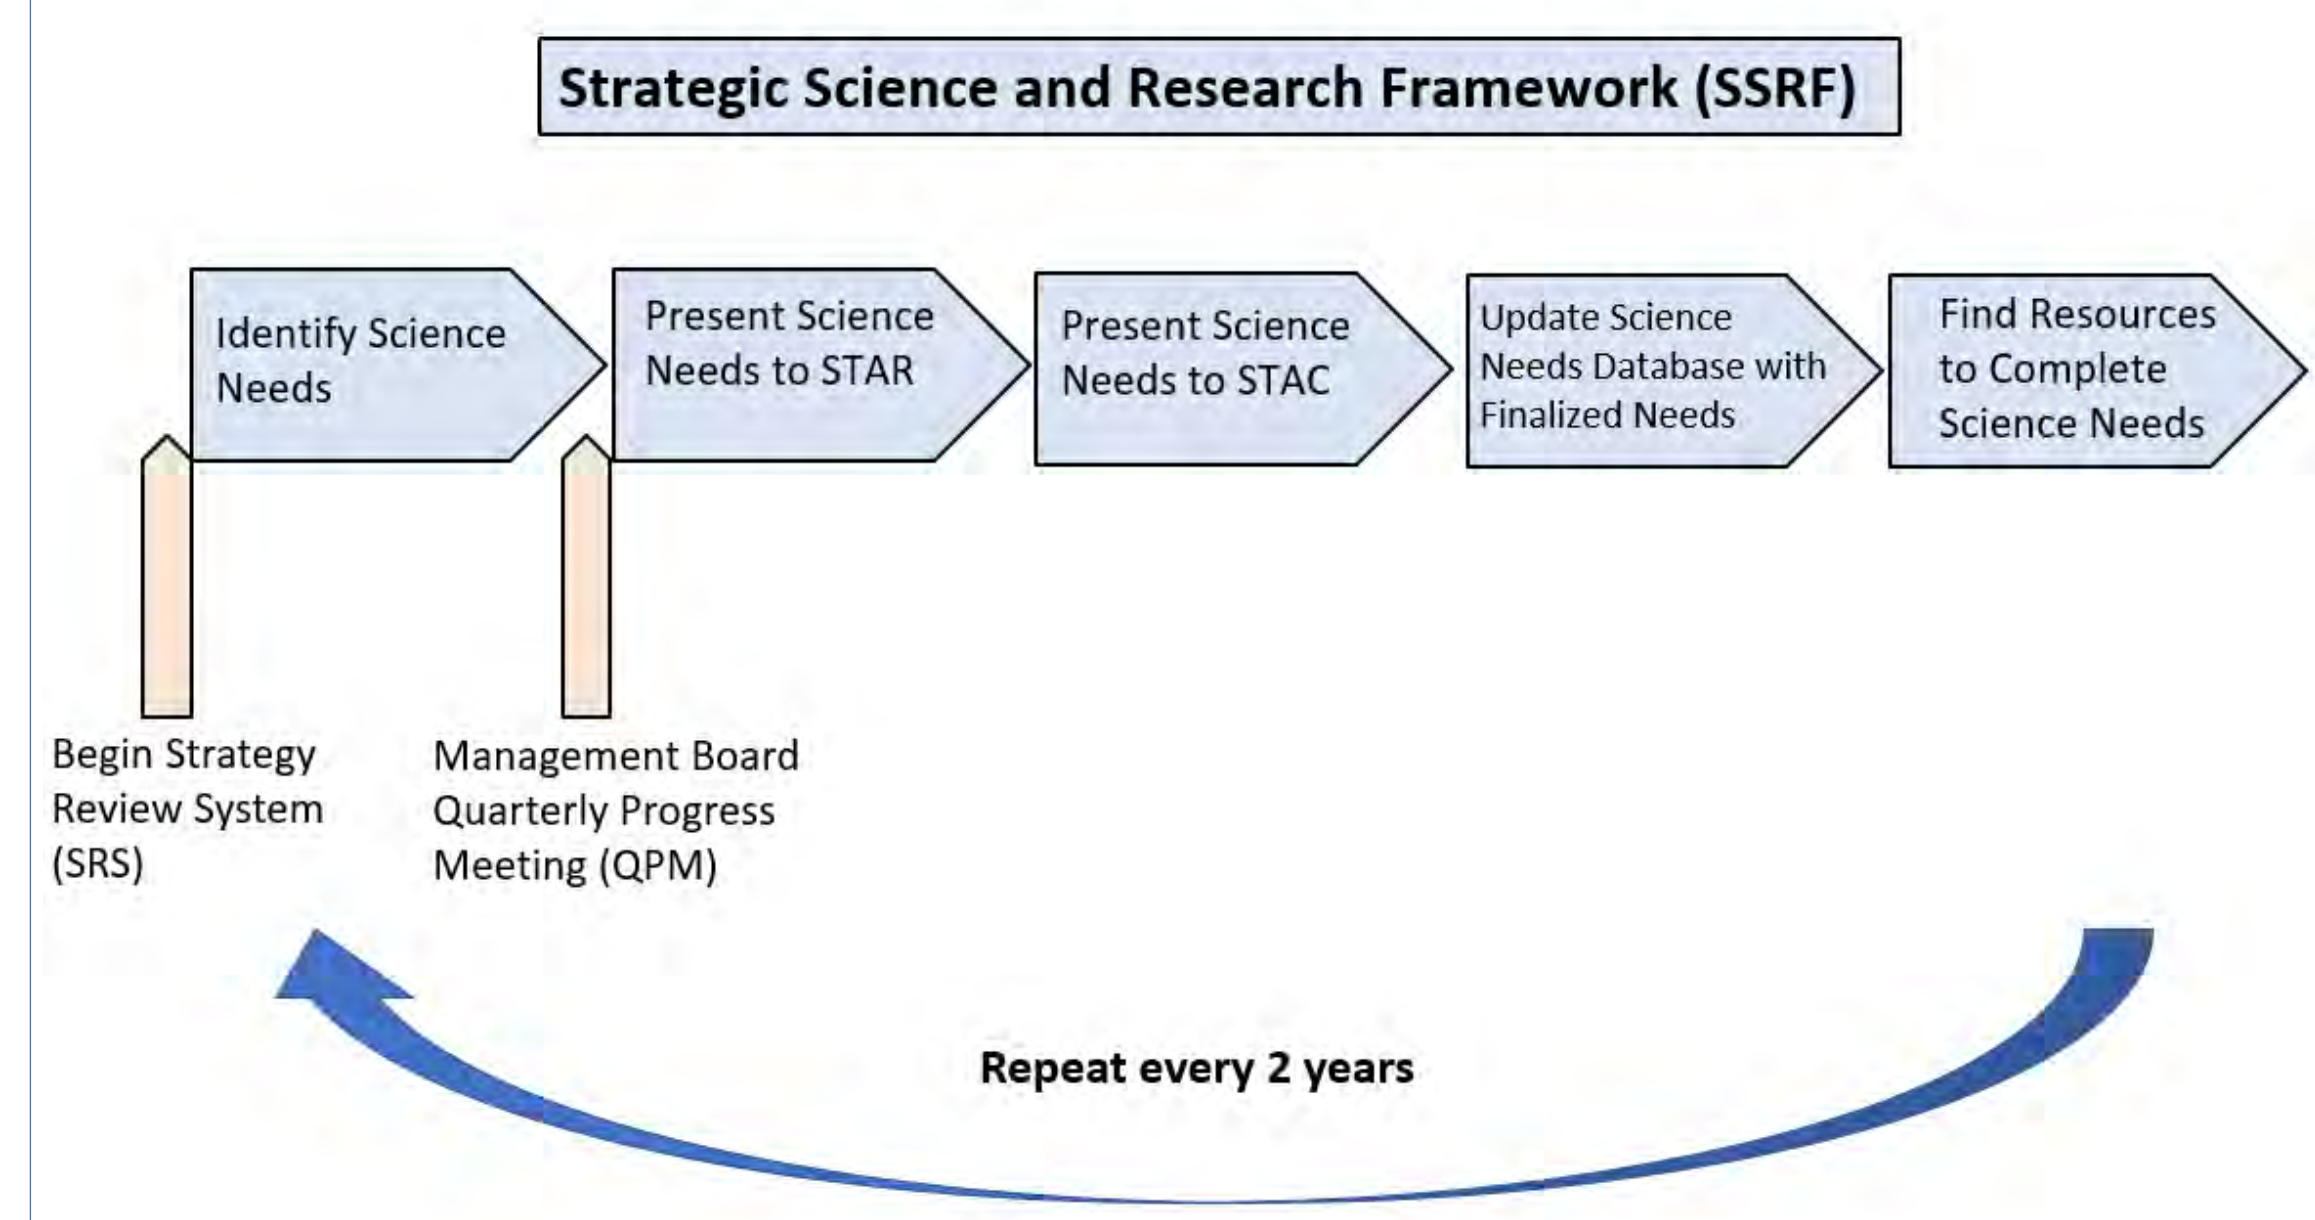 Strategic Science and Research Framework (SSRF)
Identify Science
Needs
Present Science
Needs to STAR
Present Science
Needs to STAC
Update Science
Needs Database with
Finalized Needs
Find Resources
to Complete
Science Needs
Begin Strategy
Review System
(SRS)
Management Board
Quarterly Progress
Meeting (QPM)
Repeat every 2 years